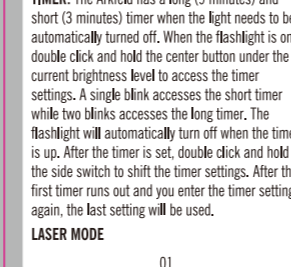 TIMER: The Arkfeld has a long (9 minutes) and
short (3 minutes) timer when the light needs to be
automatically turned off. When the flashlight is on,
double click and hold the center button under the
current brightness level to access the timer
settings. A single blink accesses the short timer
while two blinks accesses the long timer. The
flashlight will automatically turn off when the time
is up. After the timer is set, double click and hold
the side switch to shift the timer settings. After the
first timer runs out and you enter the timer setting
again, the last setting will be used.
LASER MODE
01